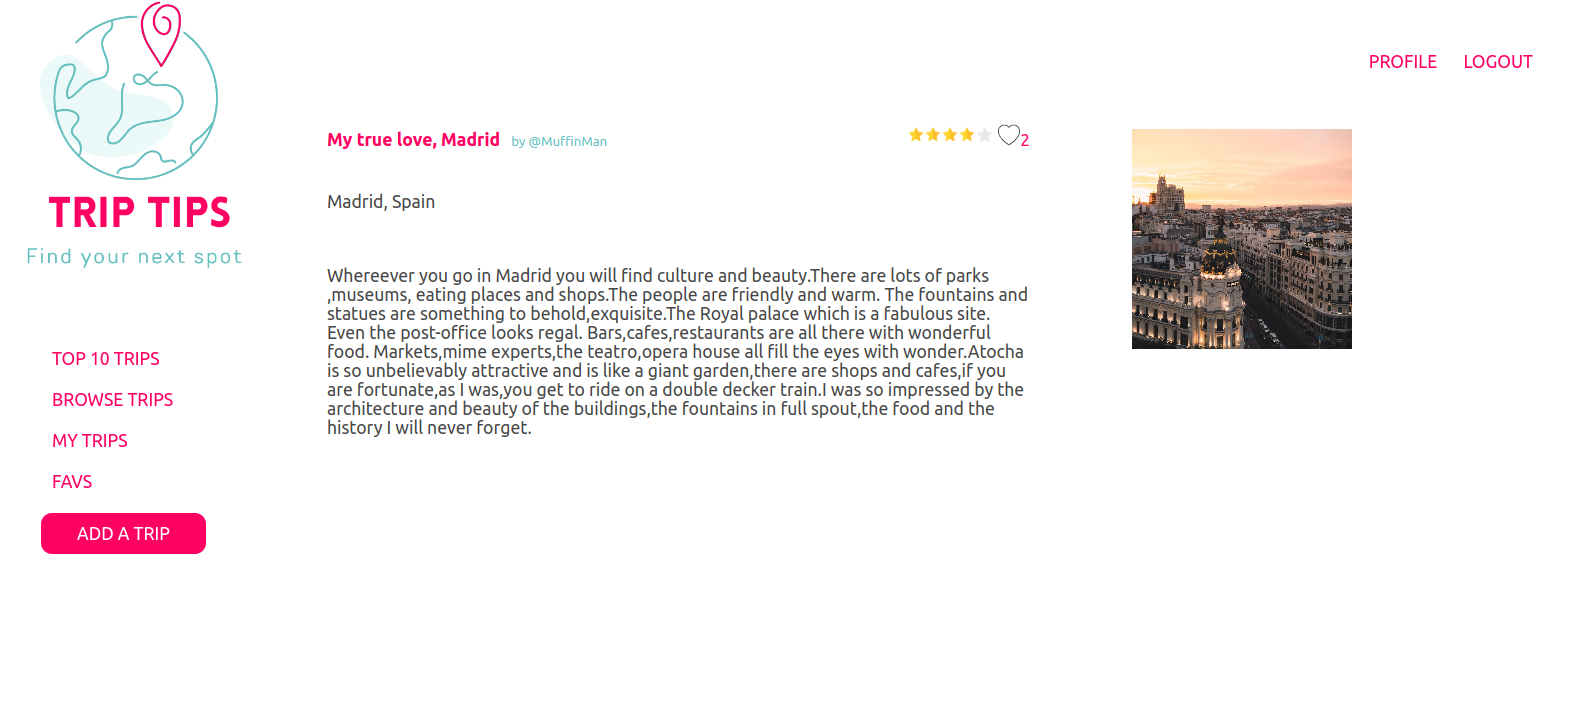 PROFILE LOGOUT
My true love, Madrid by @MuffinMan 2
TRIP TIPS
Find your next spot
Madrid, Spain
Whereever you go in Madrid you will find culture and beauty.There are lots of parks
,museums, eating places and shops.The people are friendly and warm. The fountains and
statues are something to behold,exquisite.The Royal palace which is a fabulous site.
Even the post-office looks regal. Bars,cafes,restaurants are all there with wonderful
food. Markets,mime experts,the teatro,opera house all fill the eyes with wonder.Atocha
is so unbelievably attractive and is like a giant garden,there are shops and cafes,if you
are fortunate,as I was,you get to ride on a double decker train.I was so impressed by the
architecture and beauty of the buildings,the fountains in full spout,the food and the
history I will never forget.
TOP 10 TRIPS
BROWSE TRIPS
MY TRIPS
FAVS
ADD A TRIP